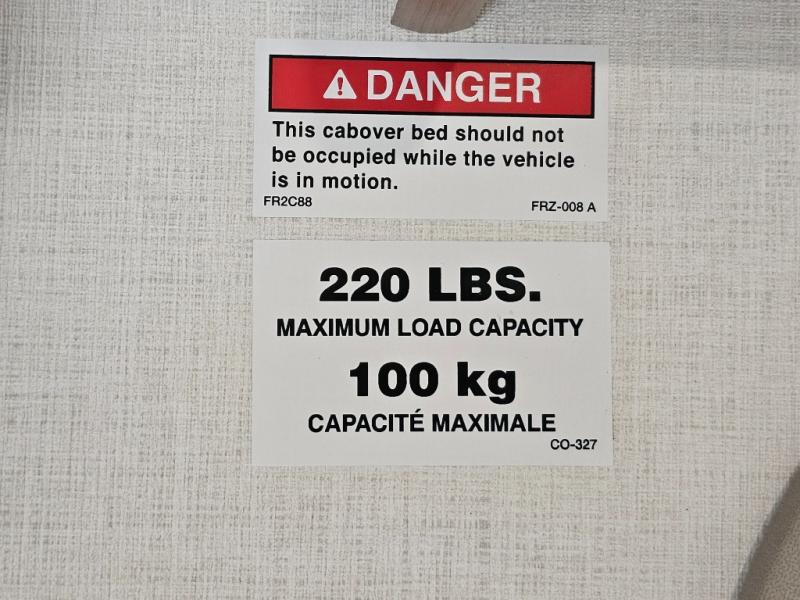 DANGER
This cabover bed should not
be occupied while the vehicle
is in motion.
FR2C88 FRZ-008 A
220 LBS.
MAXIMUM LOAD CAPACITY
100 kg
CAPACITÉ MAXIMALE
CO-327